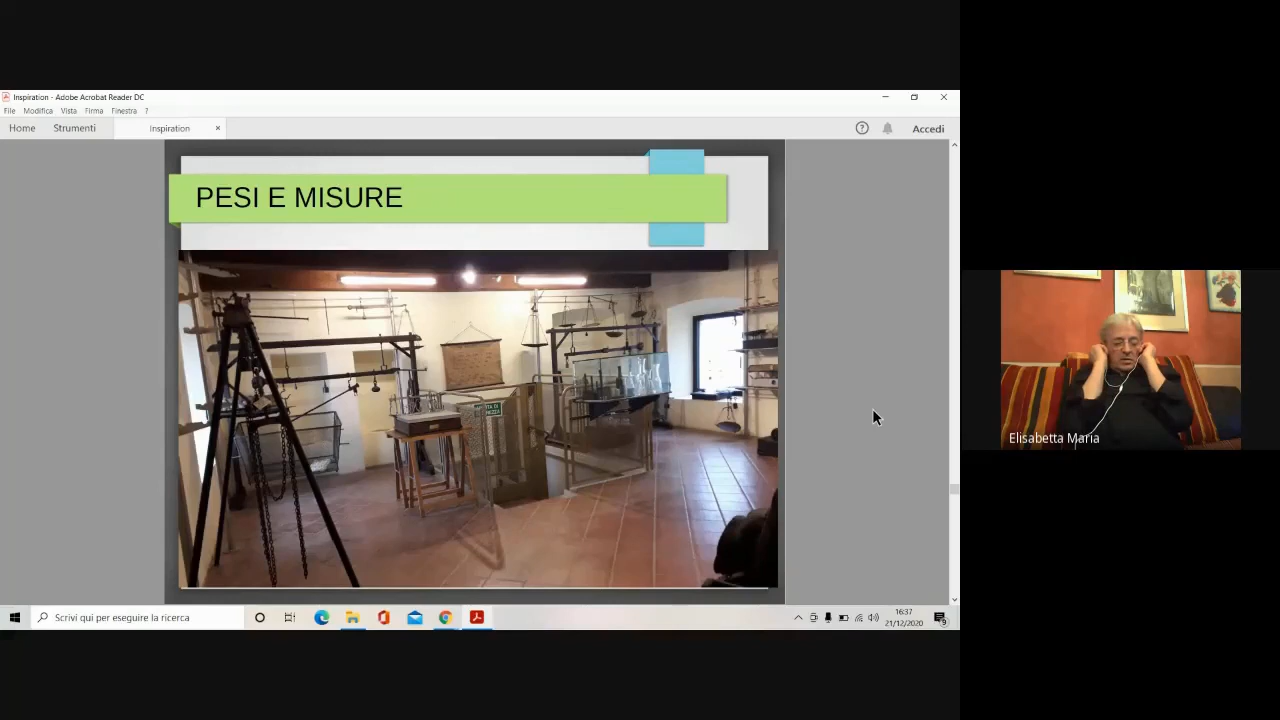 Inspiration - Adobe Acrobat Reader DC
File Modifica Vista Firma Finestra ?
Home Strumenti Inspiration × ? Accedi
PESI E MISURE
Elisabetta Maria
Scrivi qui per eseguire la ricerca
16:37
21/12/2020
9